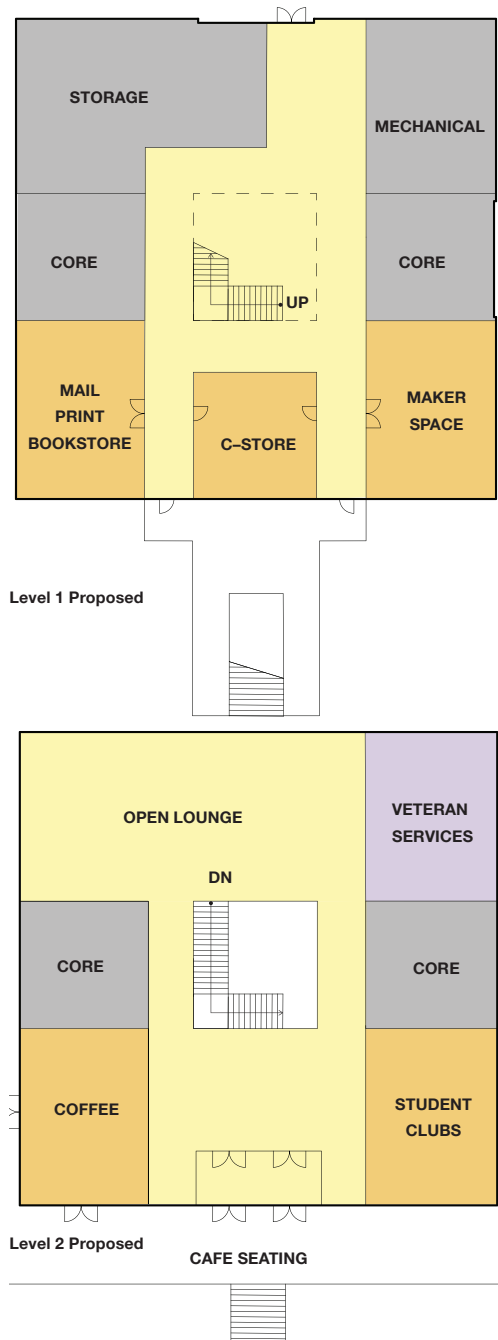 STORAGE
MECHANICAL
CORE
CORE
UP
MAIL
PRINT
BOOKSTORE
C–STORE
MAKER
SPACE
Level 1 Proposed
OPEN LOUNGE
VETERAN
SERVICES
DN
CORE
CORE
COFFEE
STUDENT
CLUBS
Level 2 Proposed
CAFE SEATING